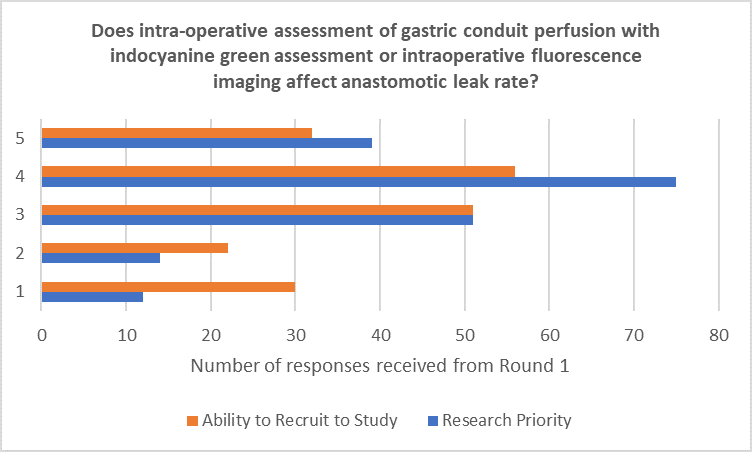 Does intra-operative assessment of gastric conduit perfusion with
indocyanine green assessment or intraoperative fluorescence
imaging affect anastomotic leak rate?
5
4
3
2
1
0 10 20 30 40 50 60 70 80
Number of responses received from Round 1
Ability to Recruit to Study Research Priority